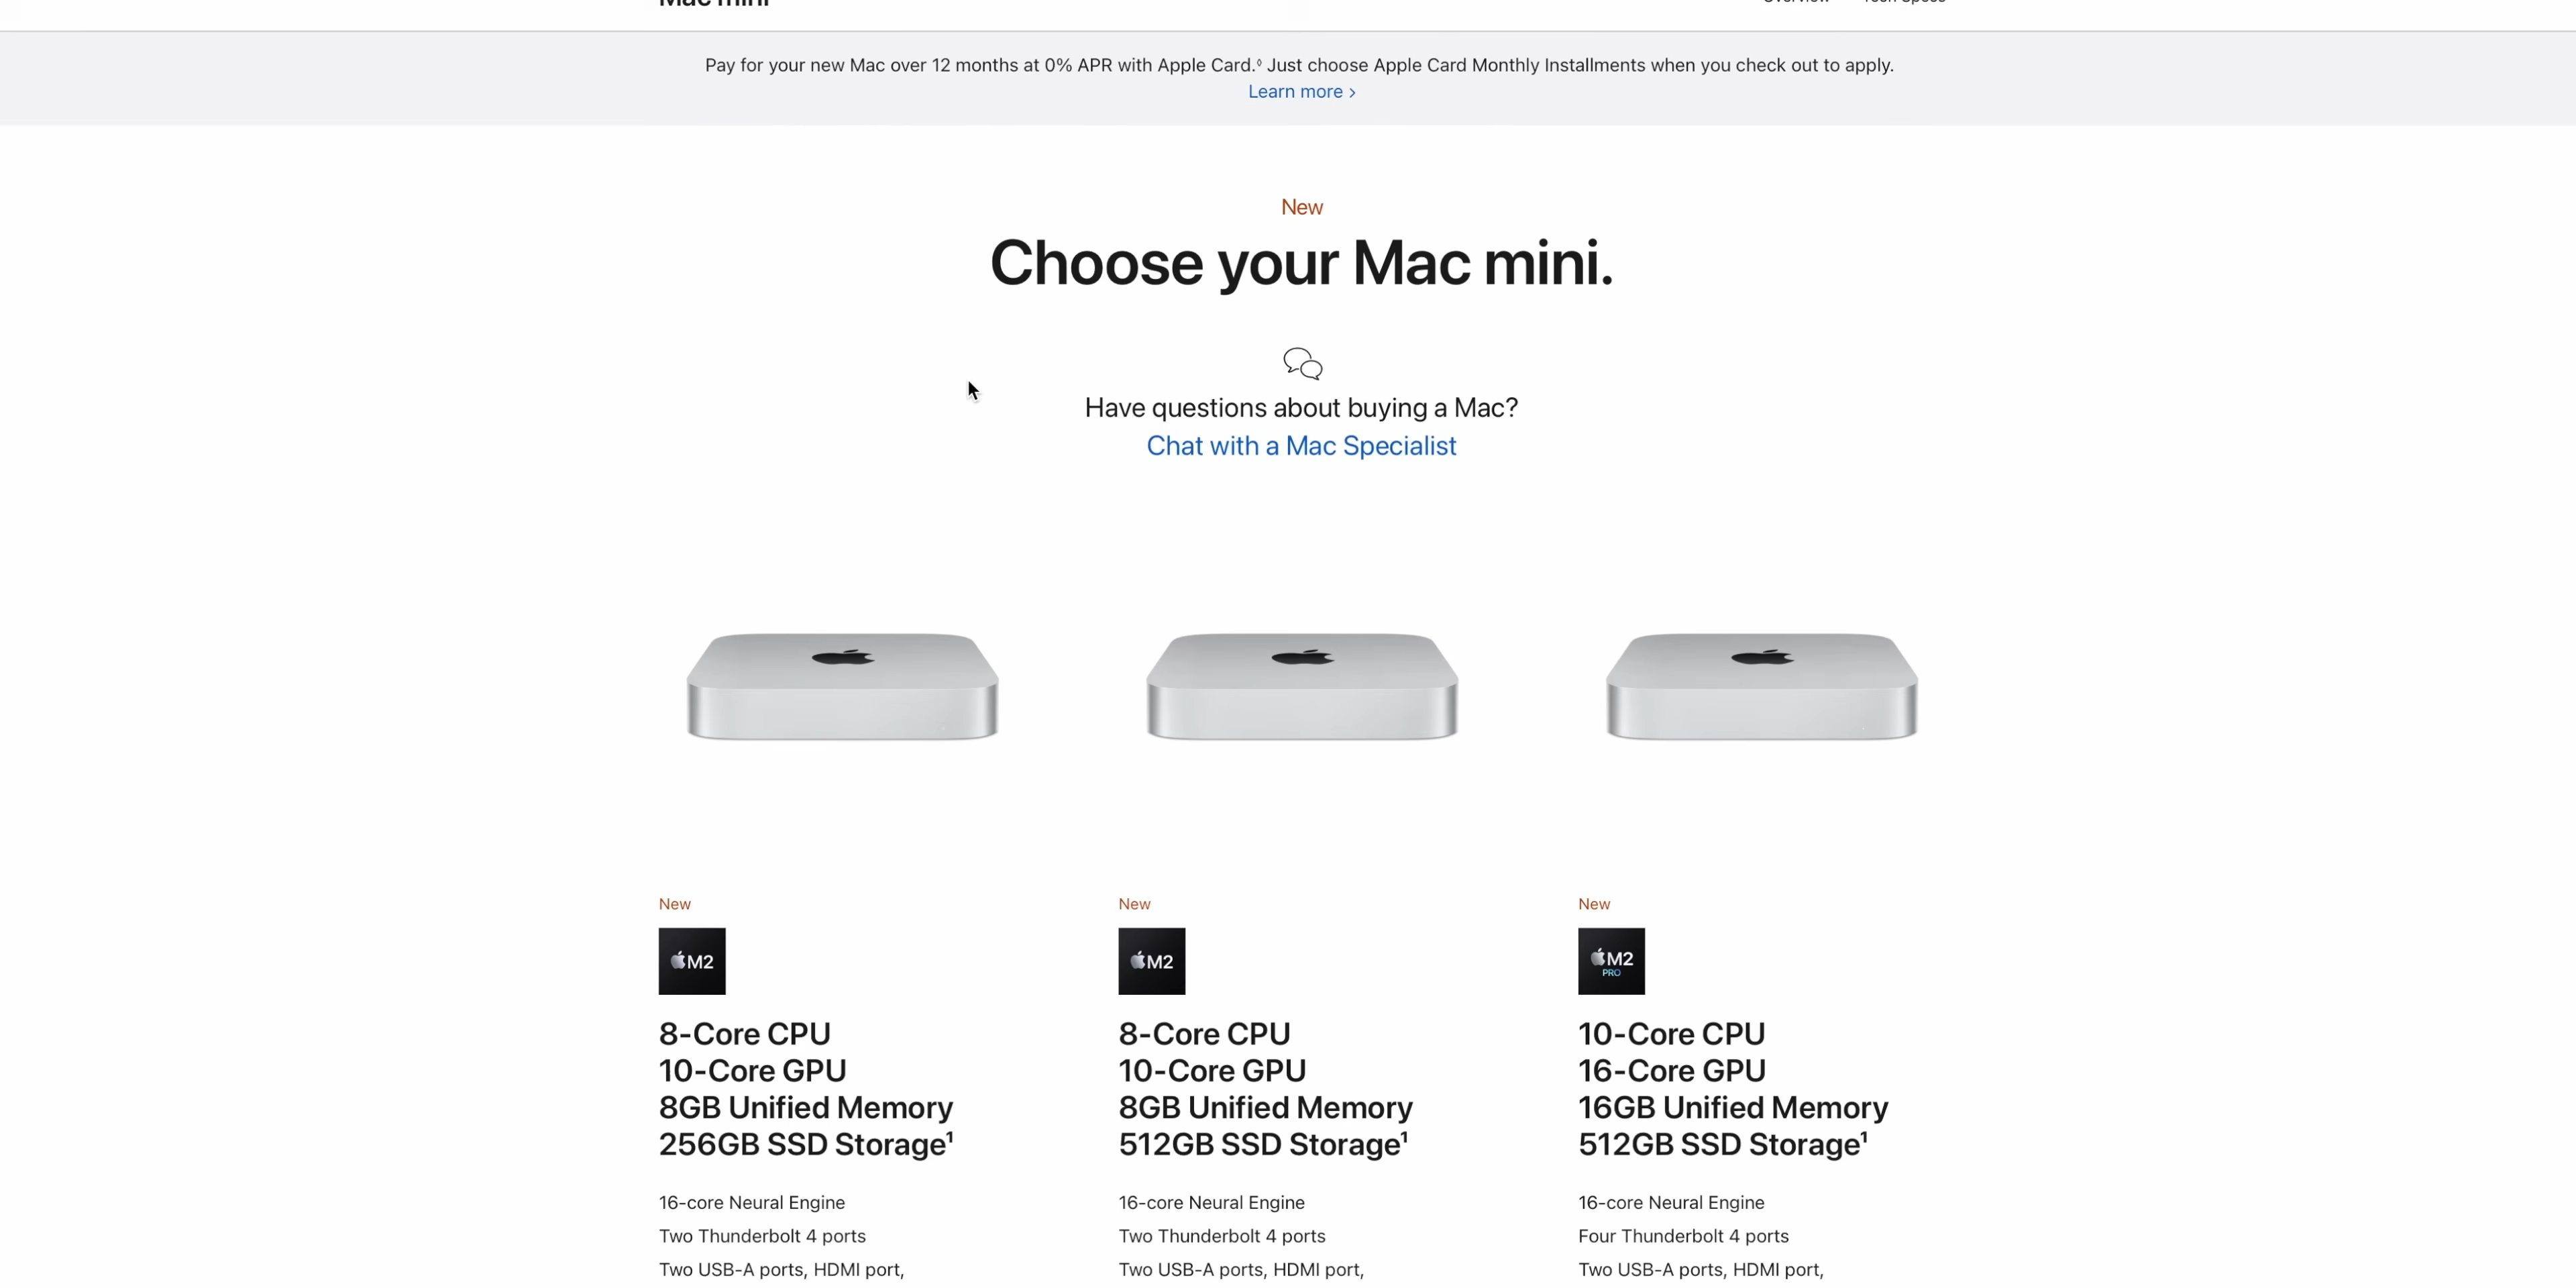 Mac mini
Overview Tech Specs
Pay for your new Mac over 12 months at 0% APR with Apple Card.◊ Just choose Apple Card Monthly Installments when you check out to apply.
Learn more >
New
Choose your Mac mini.
Have questions about buying a Mac?
Chat with a Mac Specialist
New
M2
8-Core CPU
10-Core GPU
8GB Unified Memory
256GB SSD Storage¹
16-core Neural Engine
Two Thunderbolt 4 ports
Two USB-A ports, HDMI port,
New
M2
8-Core CPU
10-Core GPU
8GB Unified Memory
512GB SSD Storage¹
16-core Neural Engine
Two Thunderbolt 4 ports
Two USB-A ports, HDMI port,
New
M2
PRO
10-Core CPU
16-Core GPU
16GB Unified Memory
512GB SSD Storage¹
16-core Neural Engine
Four Thunderbolt 4 ports
Two USB-A ports, HDMI port,